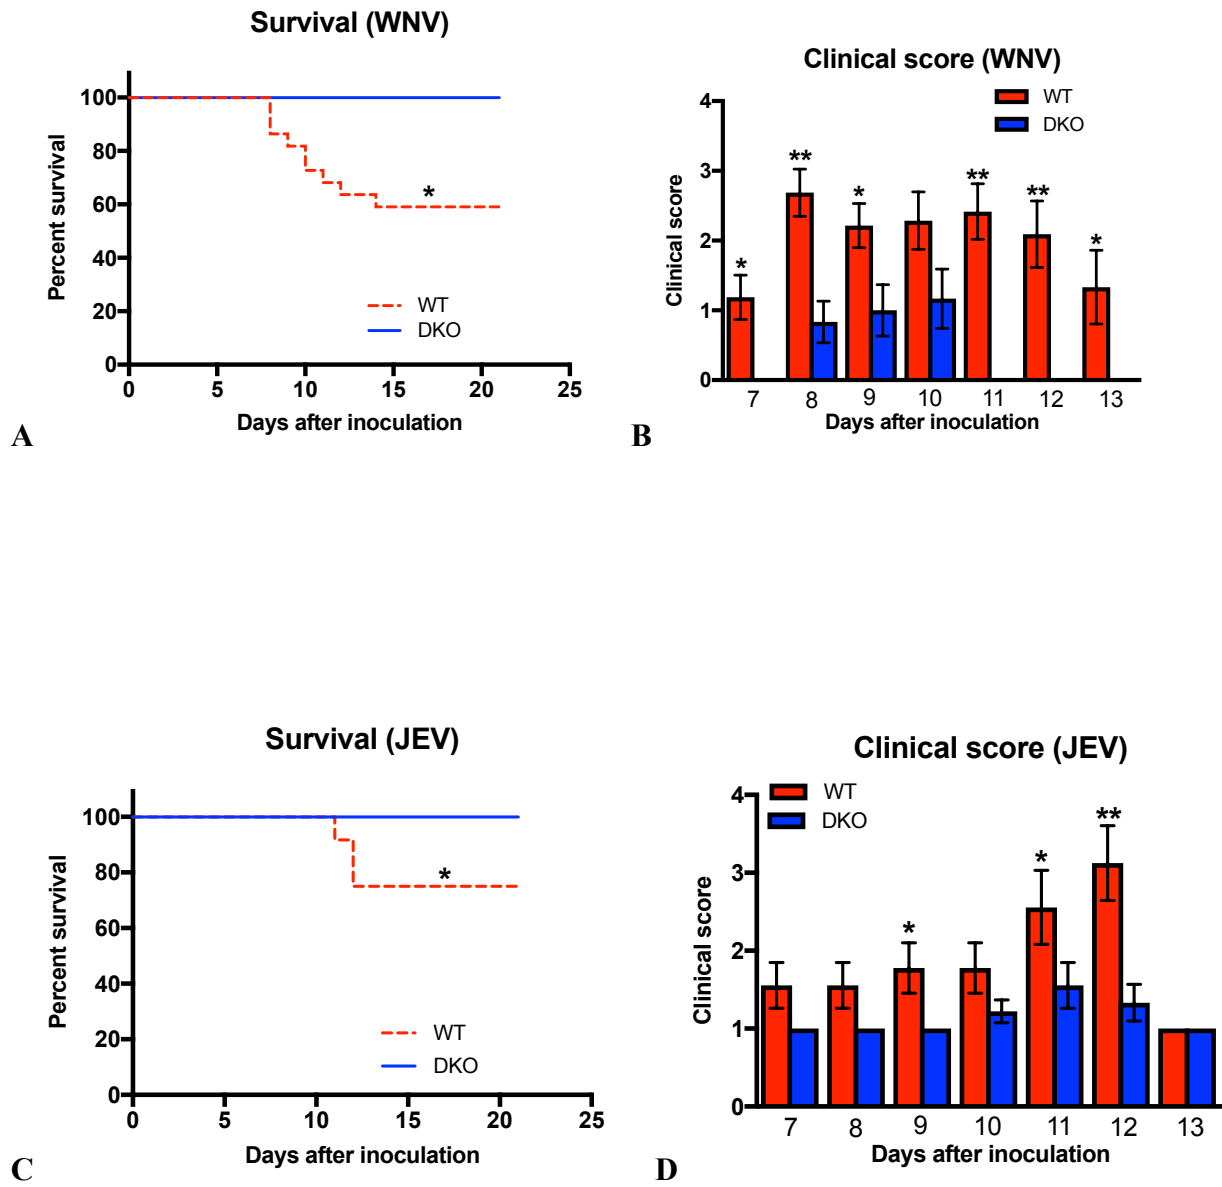 Survival (WNV)
100
80
60
40
20
0
Percent survival
*
WT
DKO
0 5 10 15 20 25
Days after inoculation
A
Clinical score (WNV)
WT
DKO
4
3
2
1
0
Clinical score
* ** * ** ** *
7 8 9 10 11 12 13
Days after inoculation
B
Survival (JEV)
100
80
60
40
20
0
Percent survival
*
WT
DKO
0 5 10 15 20 25
Days after inoculation
C
Clinical score (JEV)
WT
DKO
4
3
2
1
0
Clinical score
* * **
7 8 9 10 11 12 13
Days after inoculation
D